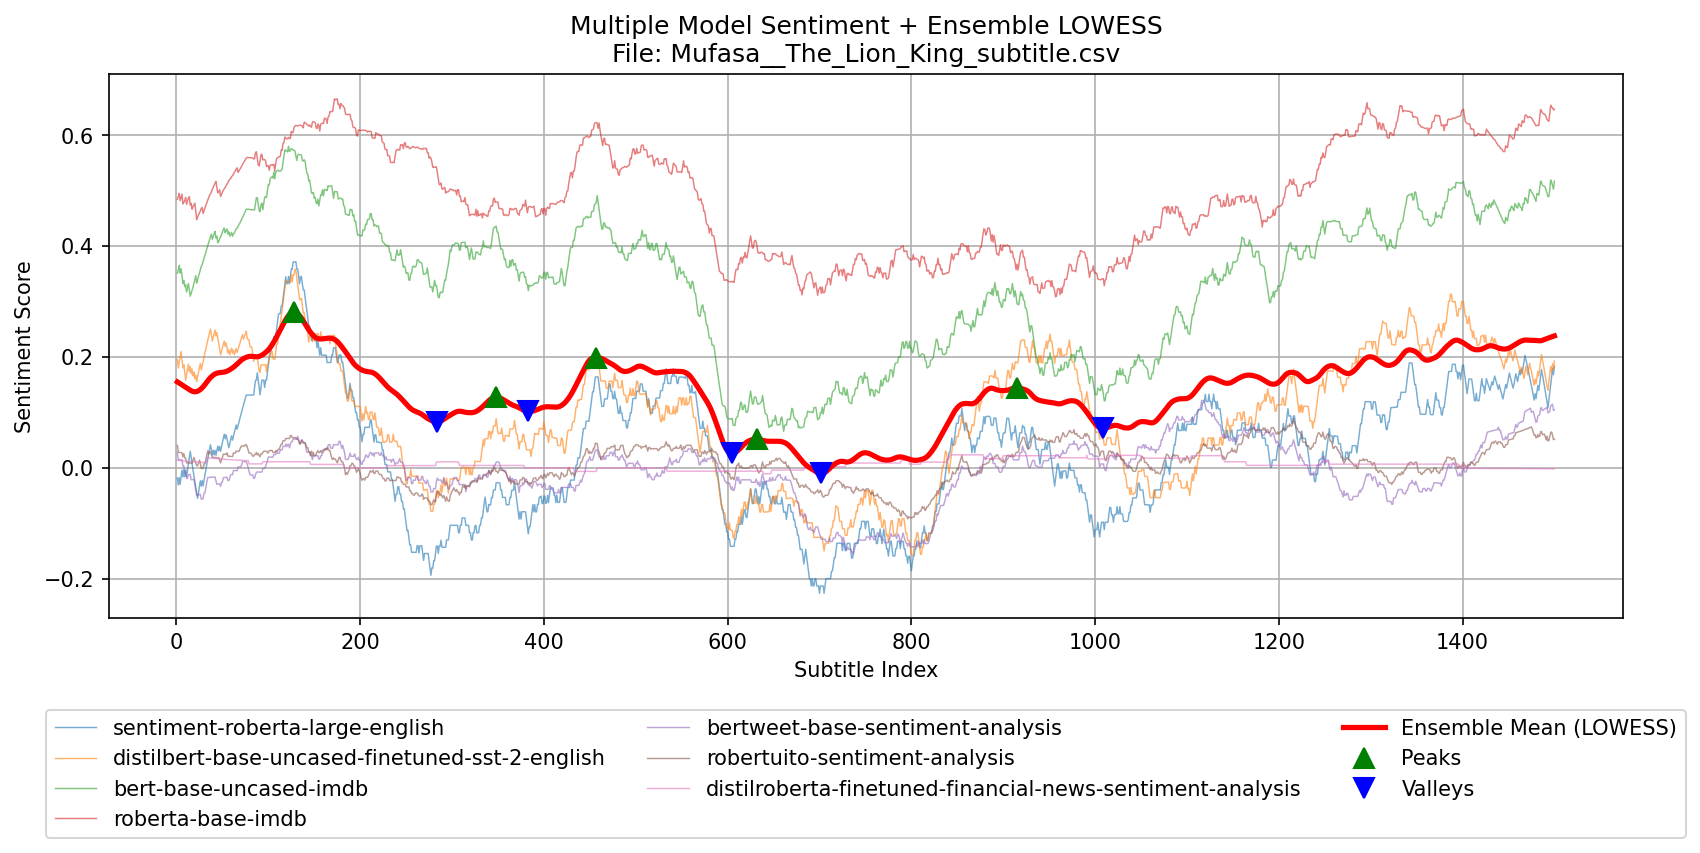 Multiple Model Sentiment + Ensemble LOWESS
File: Mufasa__The_Lion_King_subtitle.csv
Sentiment Score
0.6
0.4
0.2
0.0
−0.2
0 200 400 600 800 1000 1200 1400
Subtitle Index
sentiment-roberta-large-english
distilbert-base-uncased-finetuned-sst-2-english
bert-base-uncased-imdb
roberta-base-imdb
bertweet-base-sentiment-analysis
robertuito-sentiment-analysis
distilroberta-finetuned-financial-news-sentiment-analysis
Ensemble Mean (LOWESS)
Peaks
Valleys